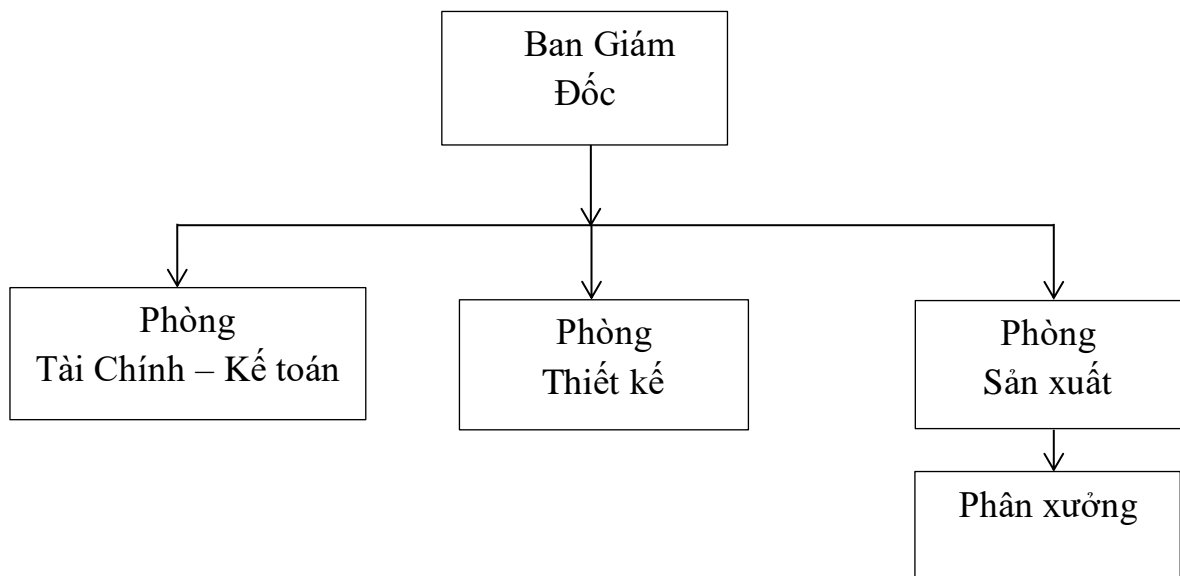 Ban Giám
Đốc
Phòng
Tài Chính – Kế toán
Phòng
Thiết kế
Phòng
Sản xuất
Phân xưởng